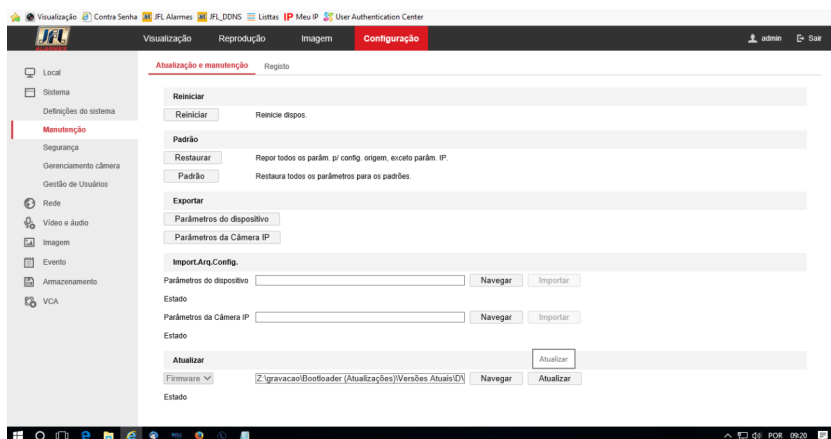 Visualização Contra Senha JFL Alarmes JFL_DDNS Listtas IP Meu IP User Authentication Center
JFL ALARMES Visualização Reprodução Imagem Configuração admin Sair
Atualização e manutenção Registo
Local
Sistema
Definições do sistema
Manutenção
Segurança
Gerenciamento câmera
Gestão de Usuários
Rede
Vídeo e áudio
Imagem
Evento
Armazenamento
VCA
Reiniciar
Reiniciar Reinicie dispos.
Padrão
Restaurar Repor todos os parâm. p/ config. origem, exceto parâm. IP.
Padrão Restaura todos os parâmetros para os padrões.
Exportar
Parâmetros do dispositivo
Parâmetros da Câmera IP
Import.Arq.Config.
Parâmetros do dispositivo Navegar Importar
Estado
Parâmetros da Câmera IP Navegar Importar
Estado
Atualizar Atualizar
Firmware Z:\gravacao\Bootloader (Atualizações)\Versões Atuais\D\ Navegar Atualizar
Estado
POR 09:20